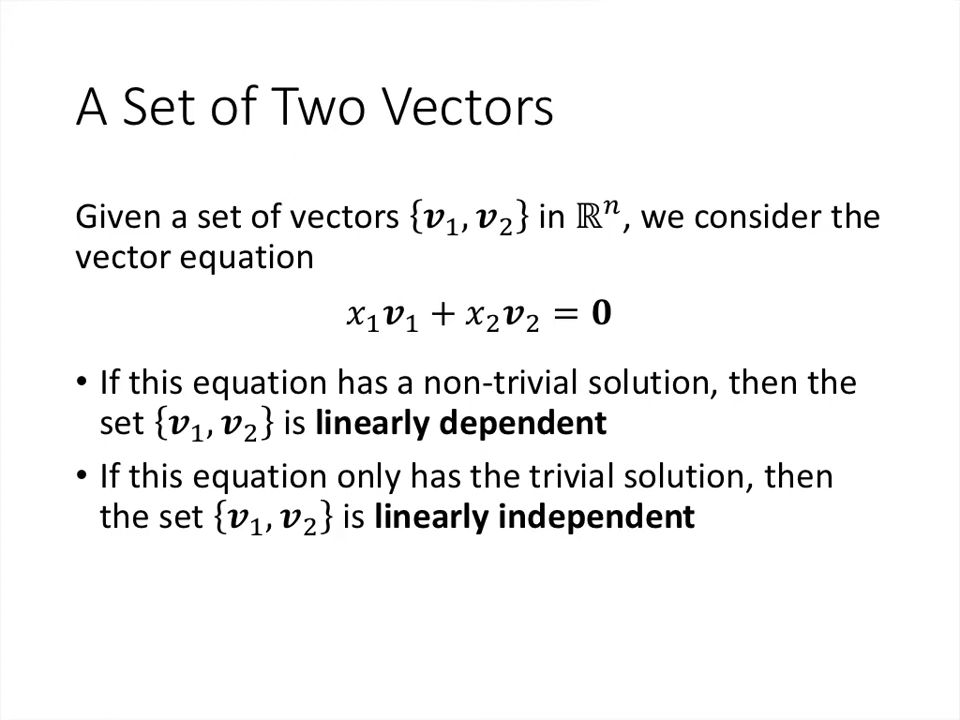 A Set of Two Vectors
Given a set of vectors {𝒗₁, 𝒗₂} in ℝⁿ, we consider the
vector equation
x₁𝒗₁ + x₂𝒗₂ = 𝟎
• If this equation has a non-trivial solution, then the
set {𝒗₁, 𝒗₂} is linearly dependent
• If this equation only has the trivial solution, then
the set {𝒗₁, 𝒗₂} is linearly independent